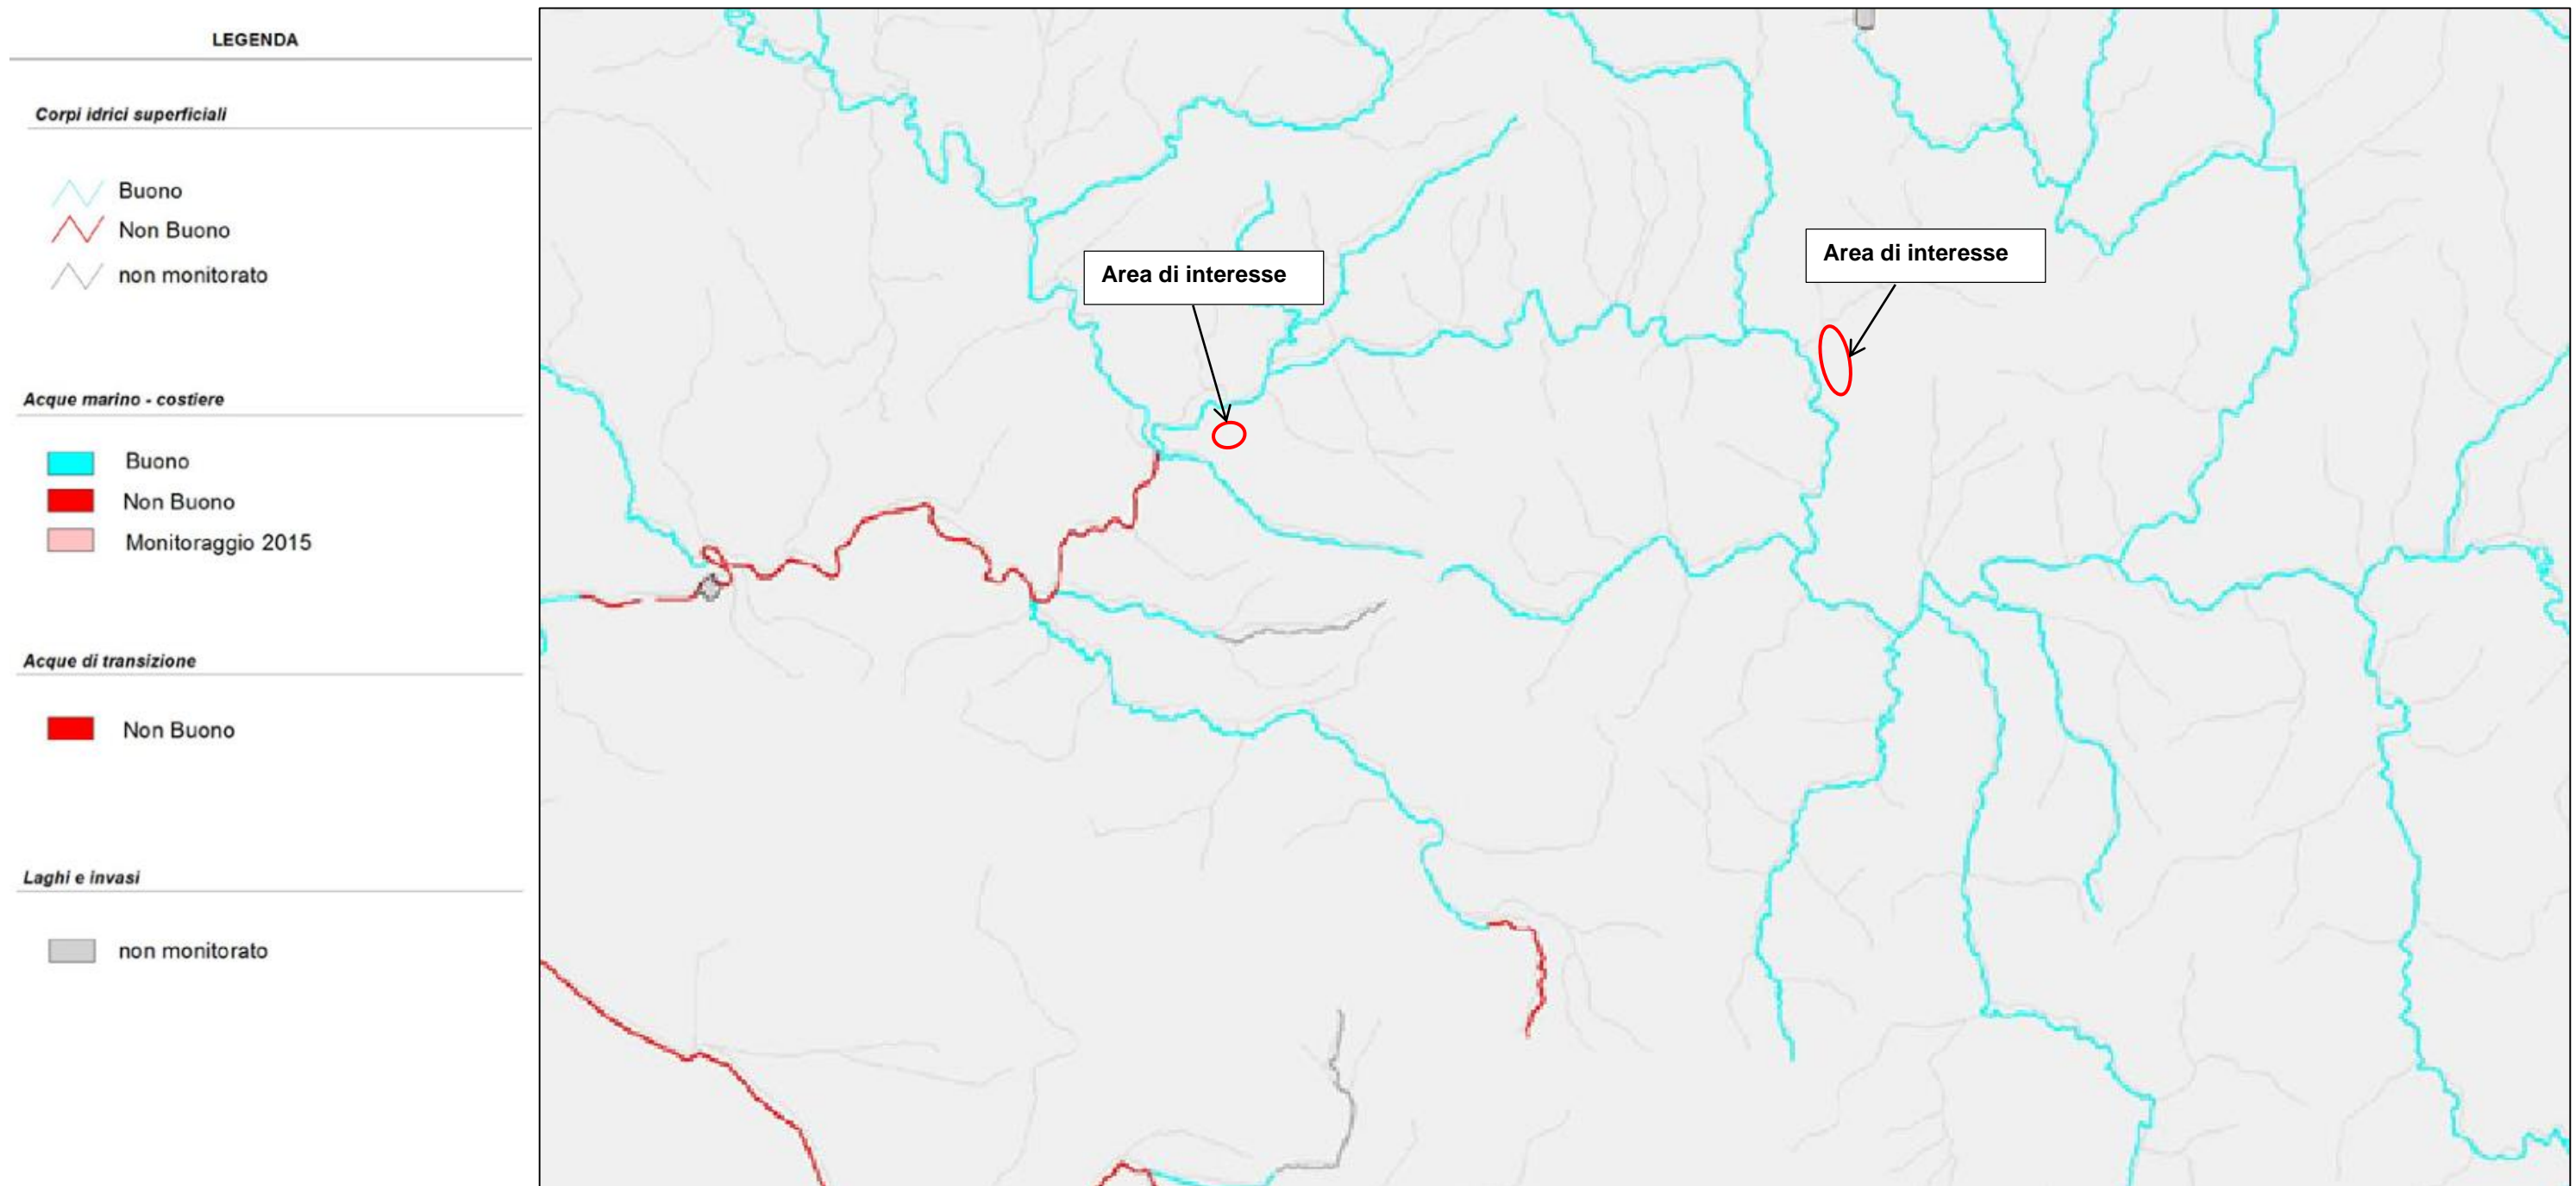 LEGENDA
Corpi idrici superficiali
Buono
Non Buono
non monitorato
Acque marino - costiere
Buono
Non Buono
Monitoraggio 2015
Acque di transizione
Non Buono
Laghi e invasi
non monitorato
Area di interesse
Area di interesse